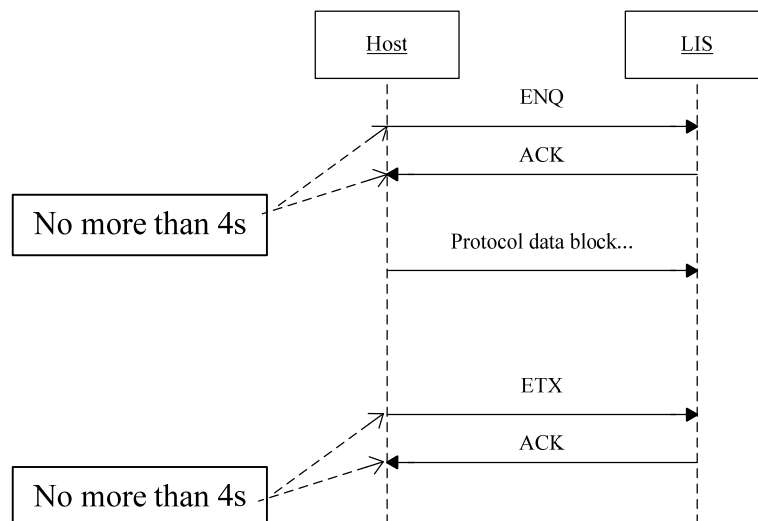 Host
LIS
ENQ
ACK
No more than 4s
Protocol data block...
ETX
ACK
No more than 4s